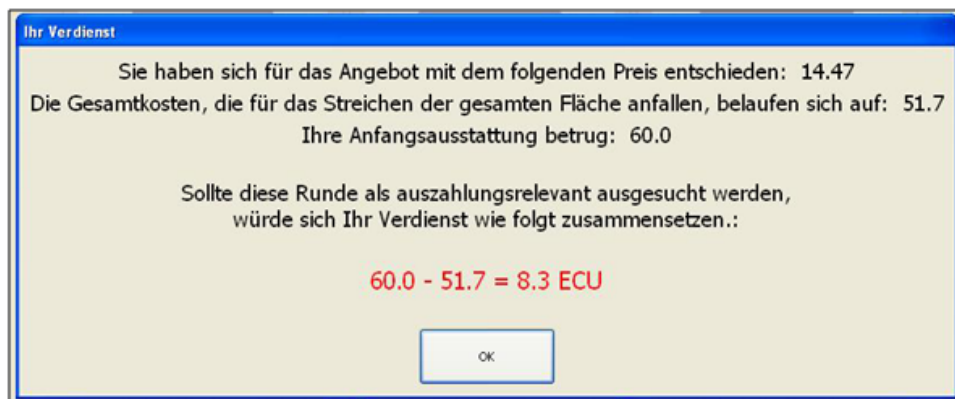 Ihr Verdienst
Sie haben sich für das Angebot mit dem folgenden Preis entschieden: 14.47
Die Gesamtkosten, die für das Streichen der gesamten Fläche anfallen, belaufen sich auf: 51.7
Ihre Anfangsausstattung betrug: 60.0
Sollte diese Runde als auszahlungsrelevant ausgesucht werden,
würde sich Ihr Verdienst wie folgt zusammensetzen.:
60.0 - 51.7 = 8.3 ECU
OK